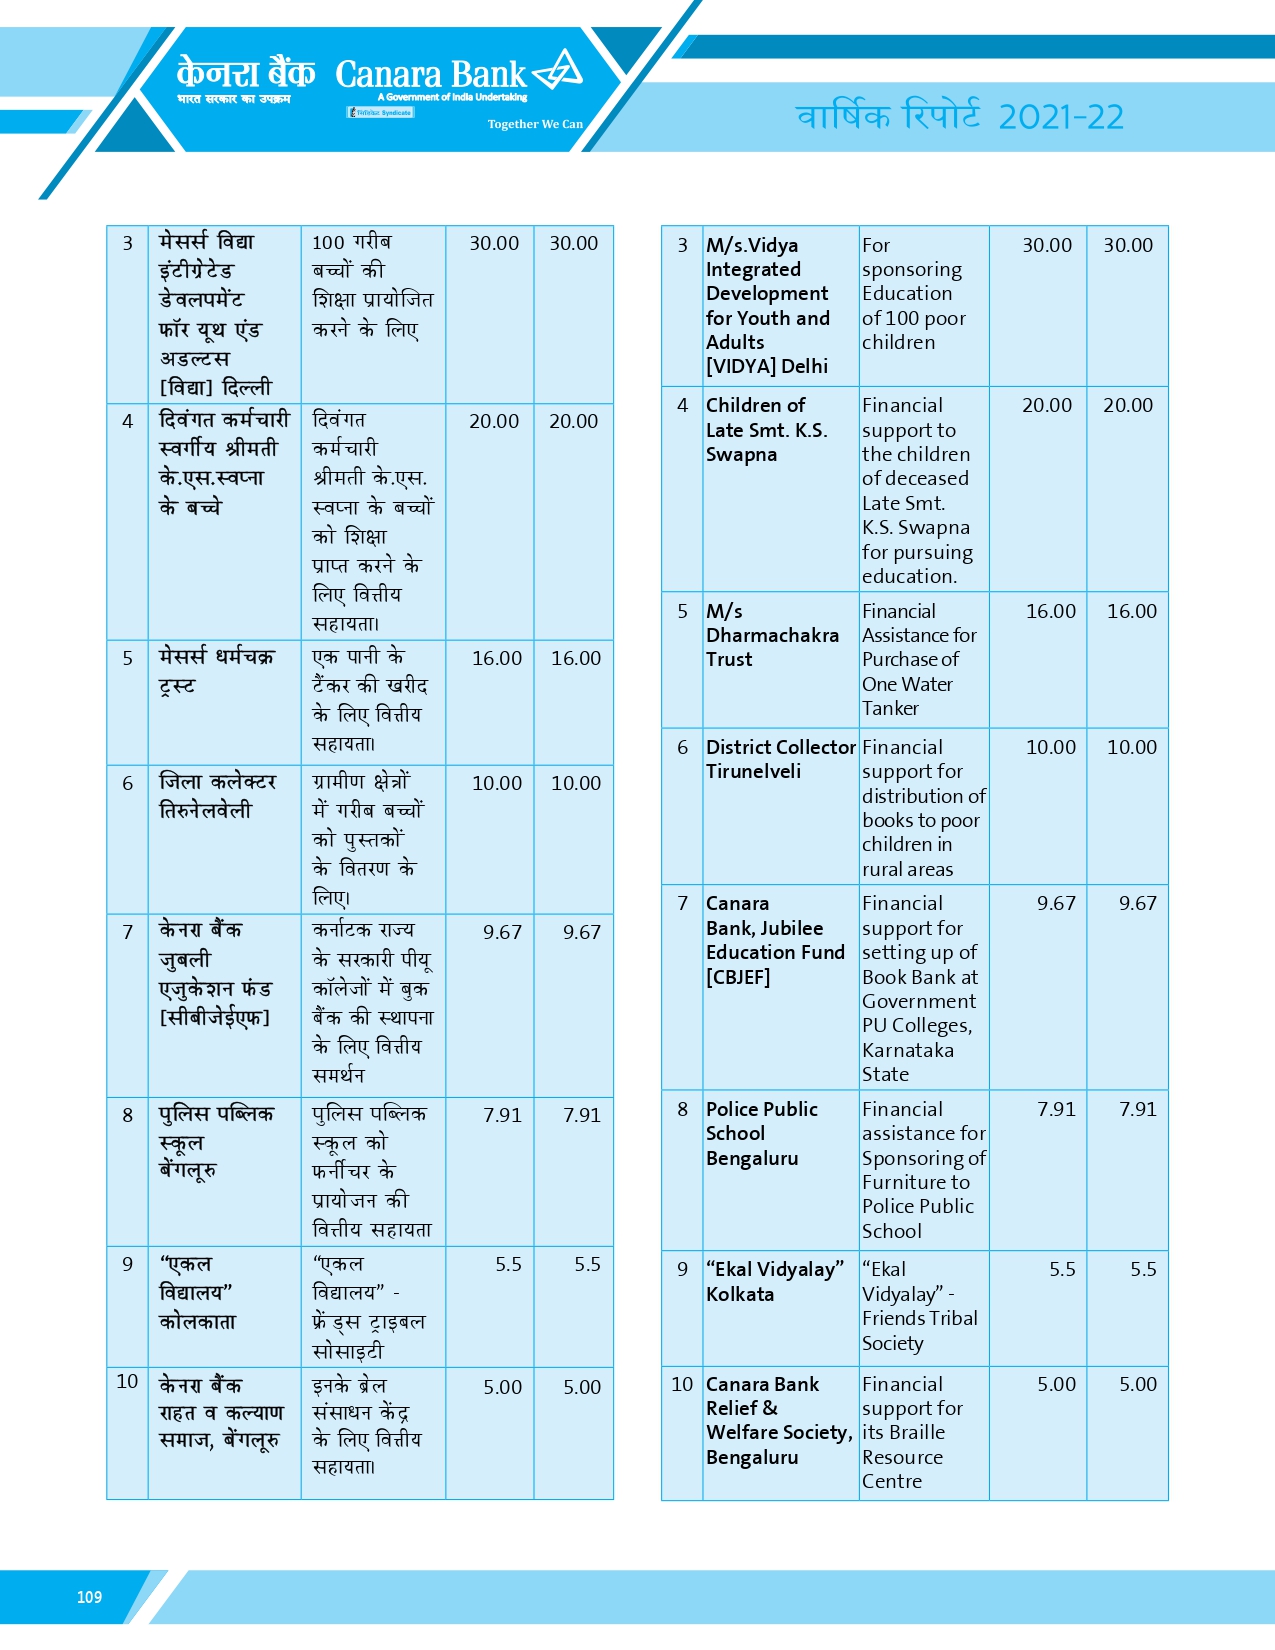 केनरा बैंक Canara Bank
भारत सरकार का उपक्रम
A Government of India Undertaking
सिंडिकेट Syndicate
Together We Can
वार्षिक रिपोर्ट 2021-22
3 मेसर्स विद्या 100 गरीब 30.00 30.00
इंटीग्रेटेड बच्चों की
डेवलपमेंट शिक्षा प्रायोजित
फॉर यूथ एंड करने के लिए
अडल्टस
[विद्या] दिल्ली
4 दिवंगत कर्मचारी दिवंगत 20.00 20.00
स्वर्गीय श्रीमती कर्मचारी
के.एस.स्वप्ना श्रीमती के.एस.
के बच्चे स्वप्ना के बच्चों
को शिक्षा
प्राप्त करने के
लिए वित्तीय
सहायता।
5 मेसर्स धर्मचक्र एक पानी के 16.00 16.00
ट्रस्ट टैंकर की खरीद
के लिए वित्तीय
सहायता।
6 जिला कलेक्टर ग्रामीण क्षेत्रों 10.00 10.00
तिरुनेलवेली में गरीब बच्चों
को पुस्तकों
के वितरण के
लिए।
7 केनरा बैंक कर्नाटक राज्य 9.67 9.67
जुबली के सरकारी पीयू
एजुकेशन फंड कॉलेजों में बुक
[सीबीजेईएफ] बैंक की स्थापना
के लिए वित्तीय
समर्थन
8 पुलिस पब्लिक पुलिस पब्लिक 7.91 7.91
स्कूल स्कूल को
बेंगलूरु फर्नीचर के
प्रायोजन की
वित्तीय सहायता
9 “एकल “एकल 5.5 5.5
विद्यालय” विद्यालय” -
कोलकाता फ्रेंड्स ट्राइबल
सोसाइटी
10 केनरा बैंक इनके ब्रेल 5.00 5.00
राहत व कल्याण संसाधन केंद्र
समाज, बेंगलूरु के लिए वित्तीय
सहायता।
3 M/s.Vidya For 30.00 30.00
Integrated sponsoring
Development Education
for Youth and of 100 poor
Adults children
[VIDYA] Delhi
4 Children of Financial 20.00 20.00
Late Smt. K.S. support to
Swapna the children
of deceased
Late Smt.
K.S. Swapna
for pursuing
education.
5 M/s Financial 16.00 16.00
Dharmachakra Assistance for
Trust Purchase of
One Water
Tanker
6 District Collector Financial 10.00 10.00
Tirunelveli support for
distribution of
books to poor
children in
rural areas
7 Canara Financial 9.67 9.67
Bank, Jubilee support for
Education Fund setting up of
[CBJEF] Book Bank at
Government
PU Colleges,
Karnataka
State
8 Police Public Financial 7.91 7.91
School assistance for
Bengaluru Sponsoring of
Furniture to
Police Public
School
9 “Ekal Vidyalay” “Ekal 5.5 5.5
Kolkata Vidyalay” -
Friends Tribal
Society
10 Canara Bank Financial 5.00 5.00
Relief & support for
Welfare Society, its Braille
Bengaluru Resource
Centre
109